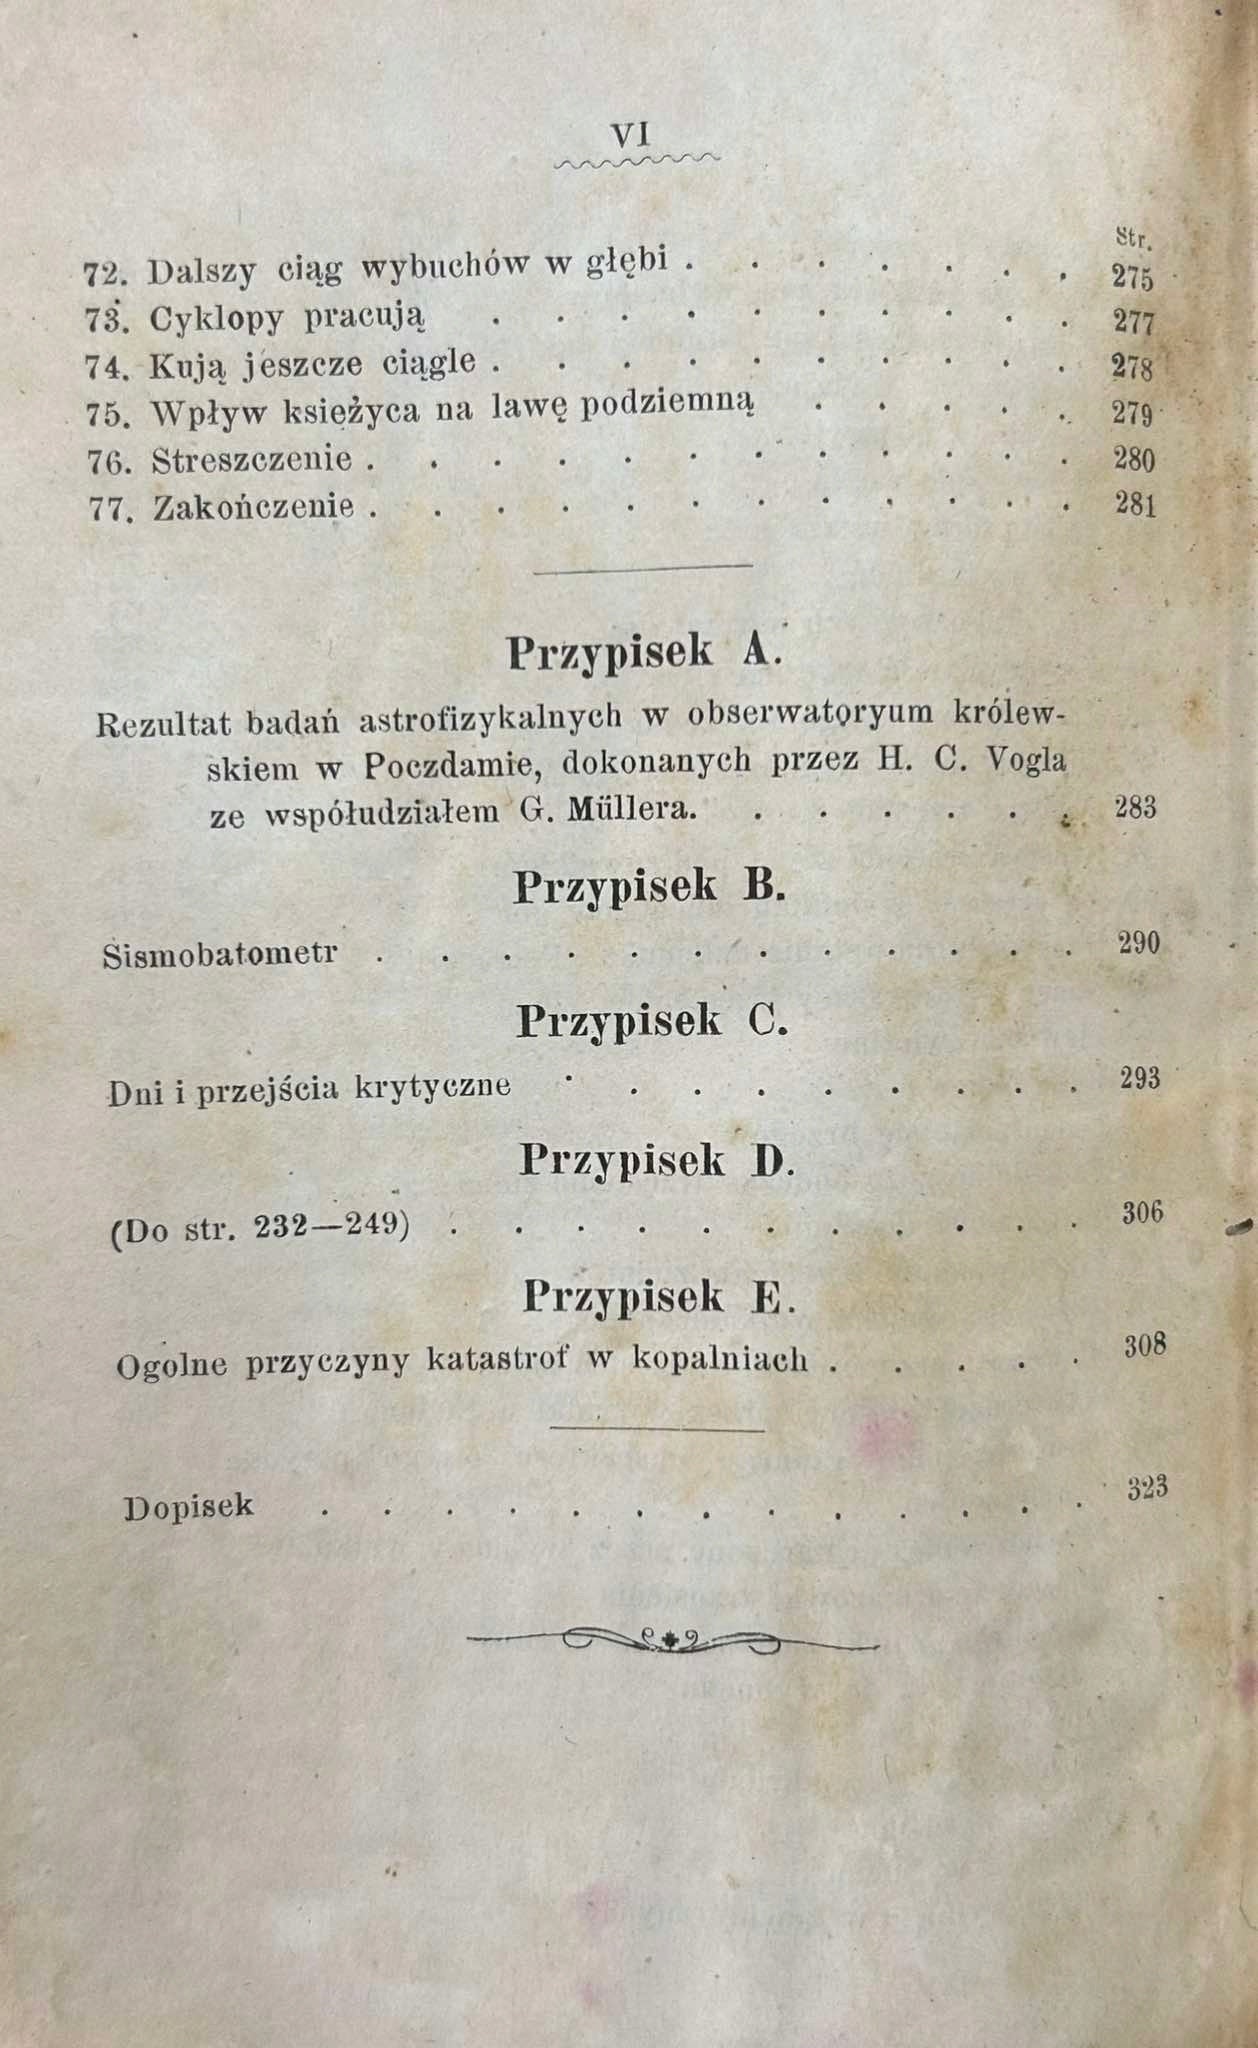 VI
Str.
72. Dalszy ciąg wybuchów w głębi . . . . . . . 275
73. Cyklopy pracują . . . . . . . . . . 277
74. Kują jeszcze ciągle . . . . . . . . . . 278
75. Wpływ księżyca na lawę podziemną . . . . . 279
76. Streszczenie . . . . . . . . . . . . 280
77. Zakończenie . . . . . . . . . . . . 281
Przypisek A.
Rezultat badań astrofizykalnych w obserwatoryum królew-
skiem w Poczdamie, dokonanych przez H. C. Vogla
ze współudziałem G. Müllera. . . . . . . 283
Przypisek B.
Sismobatometr . . . . . . . . . . . . 290
Przypisek C.
Dni i przejścia krytyczne . . . . . . . . . 293
Przypisek D.
(Do str. 232—249) . . . . . . . . . . . 306
Przypisek E.
Ogolne przyczyny katastrof w kopalniach . . . . . 308
Dopisek . . . . . . . . . . . . . 323